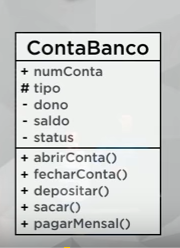 ContaBanco
+ numConta
# tipo
- dono
- saldo
- status
+ abrirConta()
+ fecharConta()
+ depositar()
+ sacar()
+ pagarMensal()